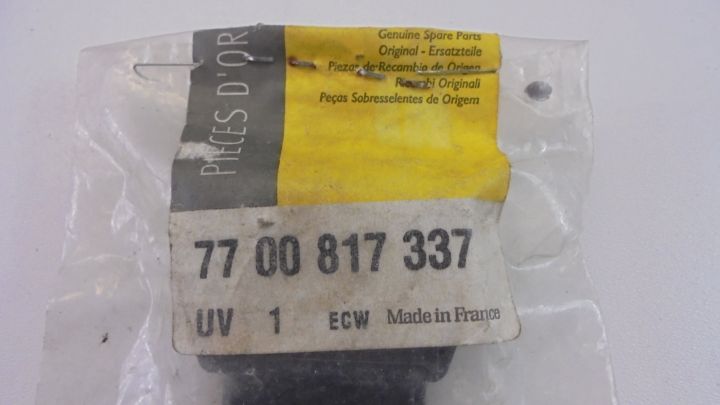 PIÈCES D'OR
Genuine Spare Parts
Original - Ersatzteile
Piezas de Recambio de Origen
Ricambi Originali
Peças Sobresselentes de Origem
77 00 817 337
UV 1 ECW Made in France